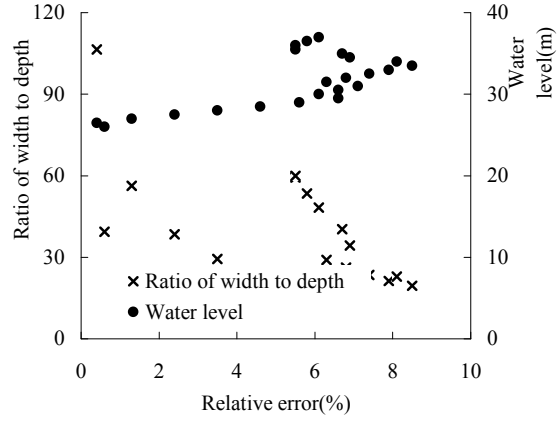 120
90
60
30
0
Ratio of width to depth
40
30
20
10
0
Water
level(m)
Ratio of width to depth
Water level
0 2 4 6 8 10
Relative error(%)